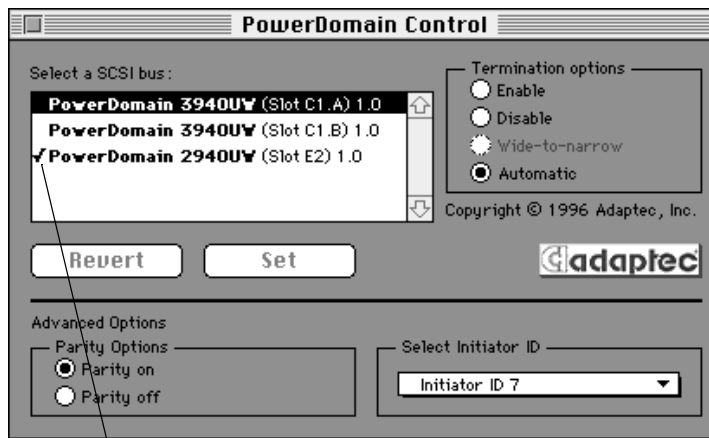 PowerDomain Control
Select a SCSI bus:
PowerDomain 3940UW (Slot C1.A) 1.0
PowerDomain 3940UW (Slot C1.B) 1.0
✓PowerDomain 2940UW (Slot E2) 1.0
Termination options
Enable
Disable
Wide-to-narrow
Automatic
Copyright © 1996 Adaptec, Inc.
Revert
Set
adaptec
Advanced Options
Parity Options
Parity on
Parity off
Select Initiator ID
Initiator ID 7